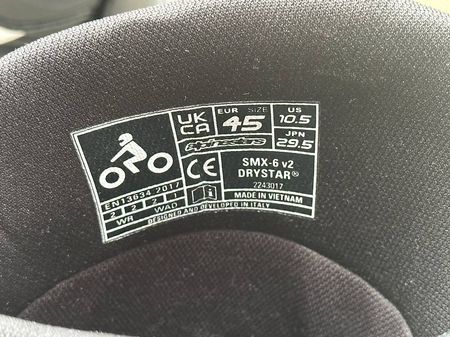 UK
CA
EUR SIZE
45
US
10.5
JPN
29.5
alpinestars
CE
SMX-6 v2
DRYSTAR®
2243017
MADE IN VIETNAM
EN13634:2017
2 2 2
WR WAD
DESIGNED AND DEVELOPED IN ITALY